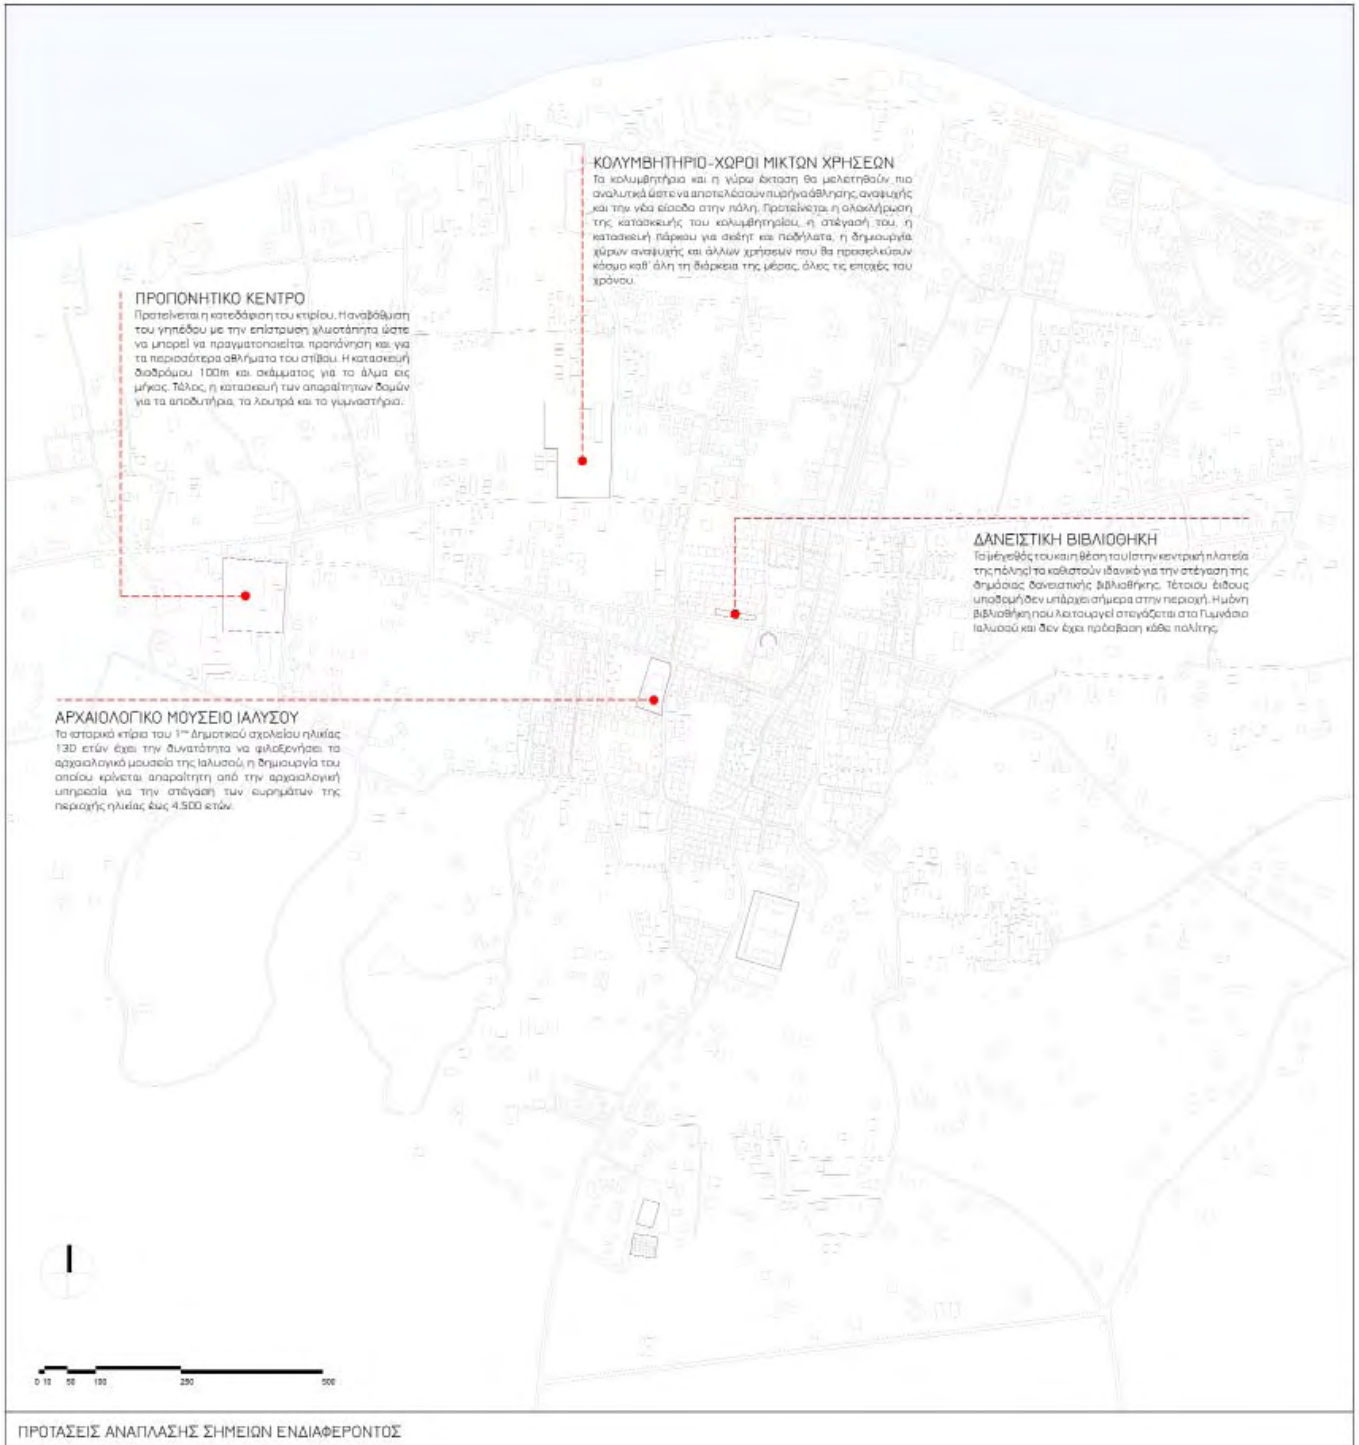 ΚΟΛΥΜΒΗΤΗΡΙΟ-ΧΩΡΟΙ ΜΙΚΤΩΝ ΧΡΗΣΕΩΝ
Τα κολυμβητήρια και η γύρω έκταση θα μελετηθούν πιο
αναλυτικά ώστε να αποτελέσουν πυρήνα άθλησης, αναψυχής
και την νέα είσοδο στην πόλη. Προτείνεται η ολοκλήρωση
της κατασκευής του κολυμβητηρίου, η στέγασή του, η
κατασκευή πάρκου για σκέητ και ποδήλατα, η δημιουργία
χώρων αναψυχής και άλλων χρήσεων που θα προσελκύουν
κόσμο καθ' όλη τη διάρκεια της μέρας, όλες τις εποχές του
χρόνου.
ΠΡΟΠΟΝΗΤΙΚΟ ΚΕΝΤΡΟ
Προτείνεται η κατεδάφιση του κτιρίου. Η αναβάθμιση
του γηπέδου με την επίστρωση χλωοτάπητα ώστε
να μπορεί να πραγματοποιείται προπόνηση και για
τα περισσότερα αθλήματα του στίβου. Η κατασκευή
διαδρόμου 100m και σκάμματος για το άλμα εις
μήκος. Τέλος, η κατασκευή των απαραίτητων δομών
για τα αποδυτήρια, τα λουτρά και το γυμναστήριο.
ΔΑΝΕΙΣΤΙΚΗ ΒΙΒΛΙΟΘΗΚΗ
Το μέγεθός του και η θέση του (στην κεντρική πλατεία
της πόλης) το καθιστούν ιδανικό για την στέγαση της
δημόσιας δανειστικής βιβλιοθήκης. Τέτοιου είδους
υποδομή δεν υπάρχει σήμερα στην περιοχή. Η μόνη
βιβλιοθήκη που λειτουργεί στεγάζεται στο Γυμνάσιο
Ιαλυσού και δεν έχει πρόσβαση κάθε πολίτης.
ΑΡΧΑΙΟΛΟΓΙΚΟ ΜΟΥΣΕΙΟ ΙΑΛΥΣΟΥ
Το ιστορικό κτίριο του 1ου Δημοτικού σχολείου ηλικίας
130 ετών έχει την δυνατότητα να φιλοξενήσει το
αρχαιολογικό μουσείο της Ιαλυσού, η δημιουργία του
οποίου κρίνεται απαραίτητη από την αρχαιολογική
υπηρεσία για την στέγαση των ευρημάτων της
περιοχής ηλικίας έως 4.500 ετών.
0 10 50 100 250 500
ΠΡΟΤΑΣΕΙΣ ΑΝΑΠΛΑΣΗΣ ΣΗΜΕΙΩΝ ΕΝΔΙΑΦΕΡΟΝΤΟΣ